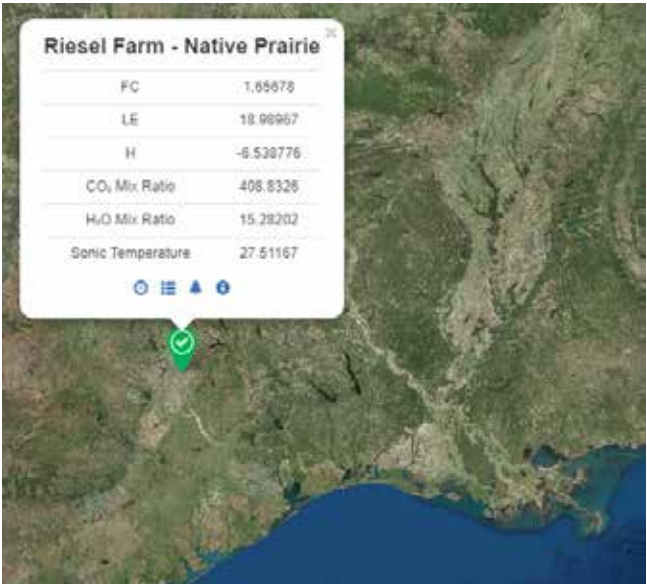 Riesel Farm - Native Prairie
FC 1.65678
LE 18.98967
H -6.538776
CO₂ Mix Ratio 408.8326
H₂O Mix Ratio 15.28202
Sonic Temperature 27.51167